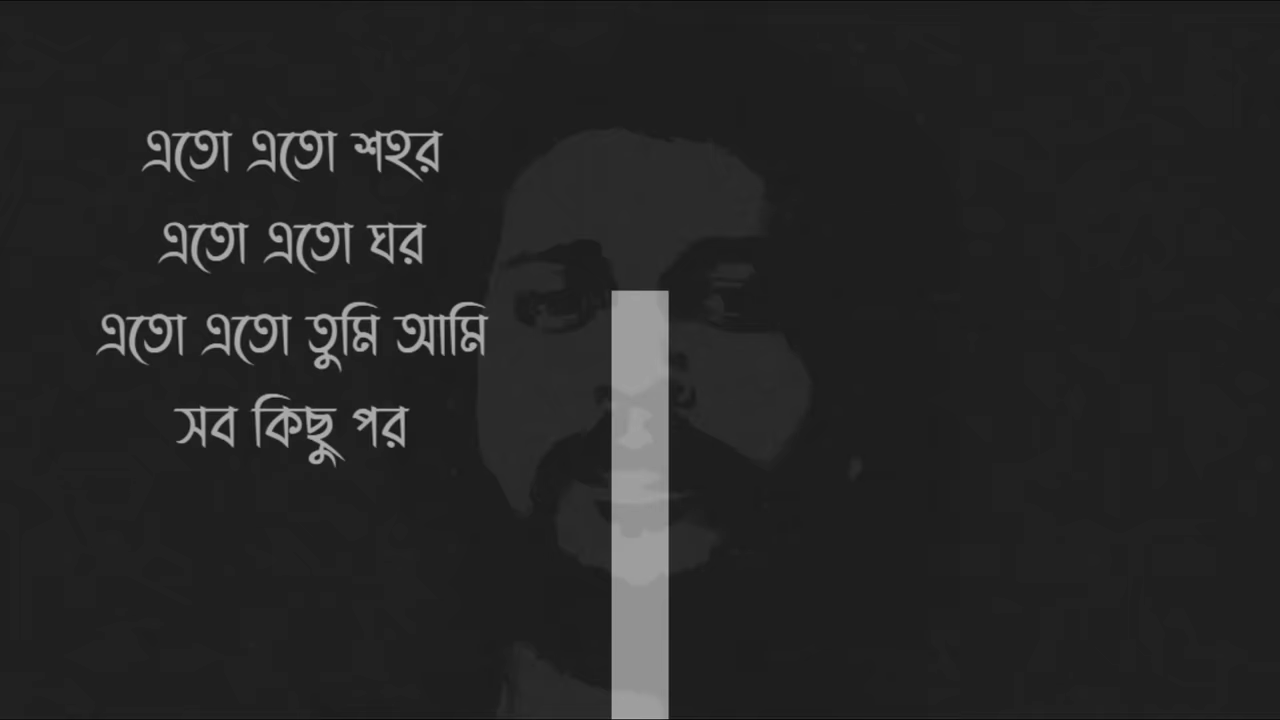 এতো এতো শহর
এতো এতো ঘর
এতো এতো তুমি আমি
সব কিছু পর